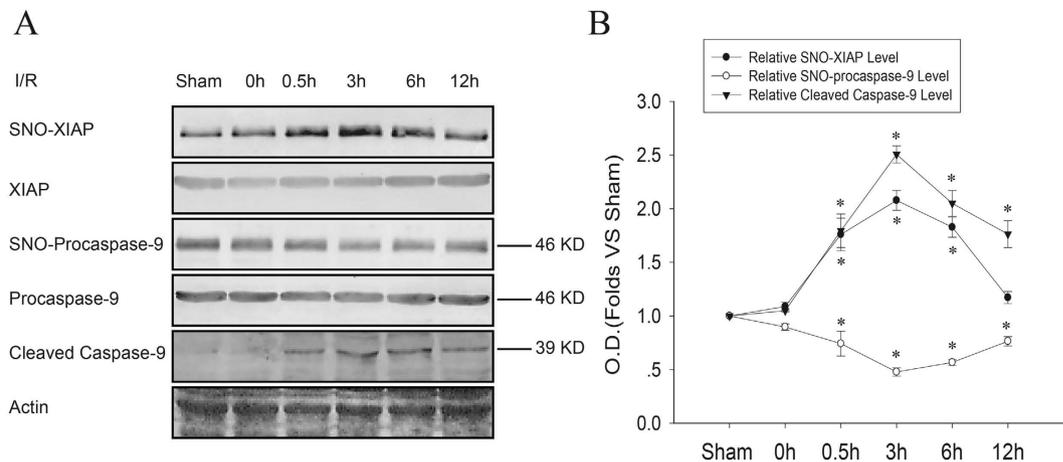 A
I/R Sham 0h 0.5h 3h 6h 12h
SNO-XIAP
XIAP
SNO-Procaspase-9 46 KD
Procaspase-9 46 KD
Cleaved Caspase-9 39 KD
Actin
B
Relative SNO-XIAP Level
Relative SNO-procaspase-9 Level
Relative Cleaved Caspase-9 Level
O.D.(Folds VS Sham)
3.0
2.5
2.0
1.5
1.0
.5
0.0
* * * *
* * *
* * * *
Sham 0h 0.5h 3h 6h 12h